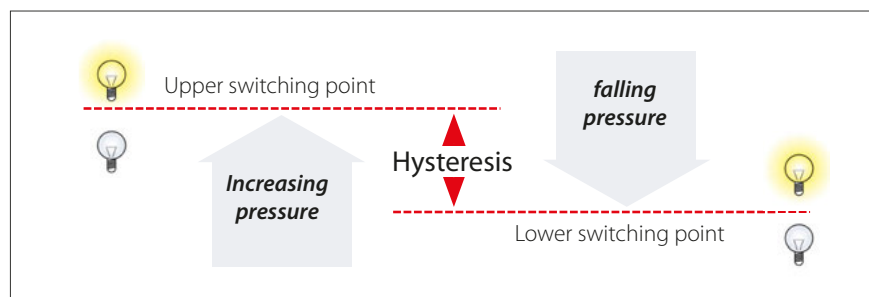 Upper switching point
falling
pressure
Hysteresis
Increasing
pressure
Lower switching point